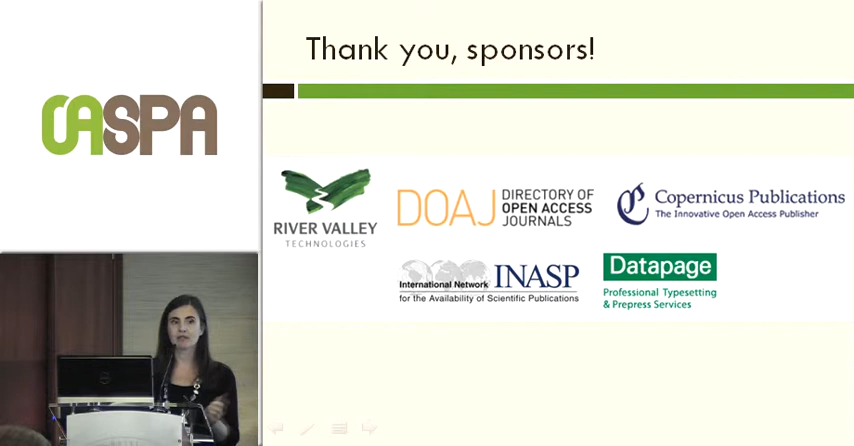 OASPA
Thank you, sponsors!
RIVER VALLEY
TECHNOLOGIES
DOAJ
DIRECTORY OF
OPEN ACCESS
JOURNALS
Copernicus Publications
The Innovative Open Access Publisher
International Network INASP
for the Availability of Scientific Publications
Datapage
Professional Typesetting
& Prepress Services